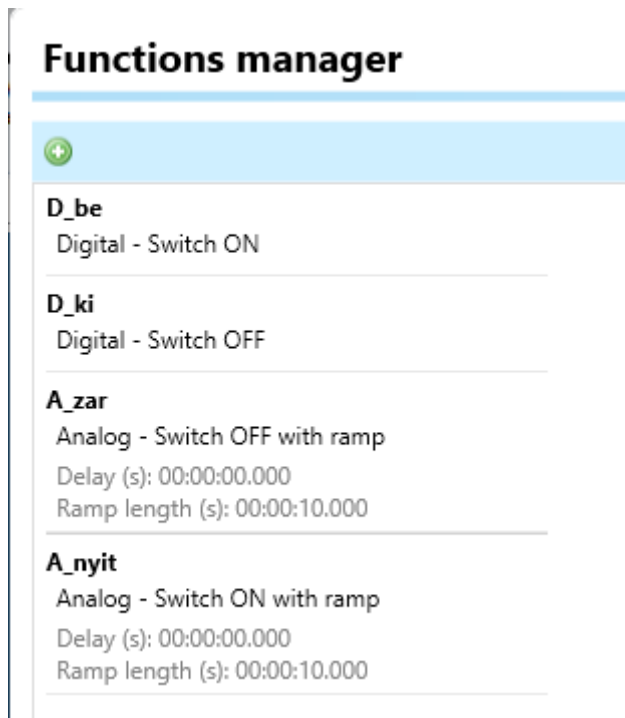 Functions manager
D_be
Digital - Switch ON
D_ki
Digital - Switch OFF
A_zar
Analog - Switch OFF with ramp
Delay (s): 00:00:00.000
Ramp length (s): 00:00:10.000
A_nyit
Analog - Switch ON with ramp
Delay (s): 00:00:00.000
Ramp length (s): 00:00:10.000